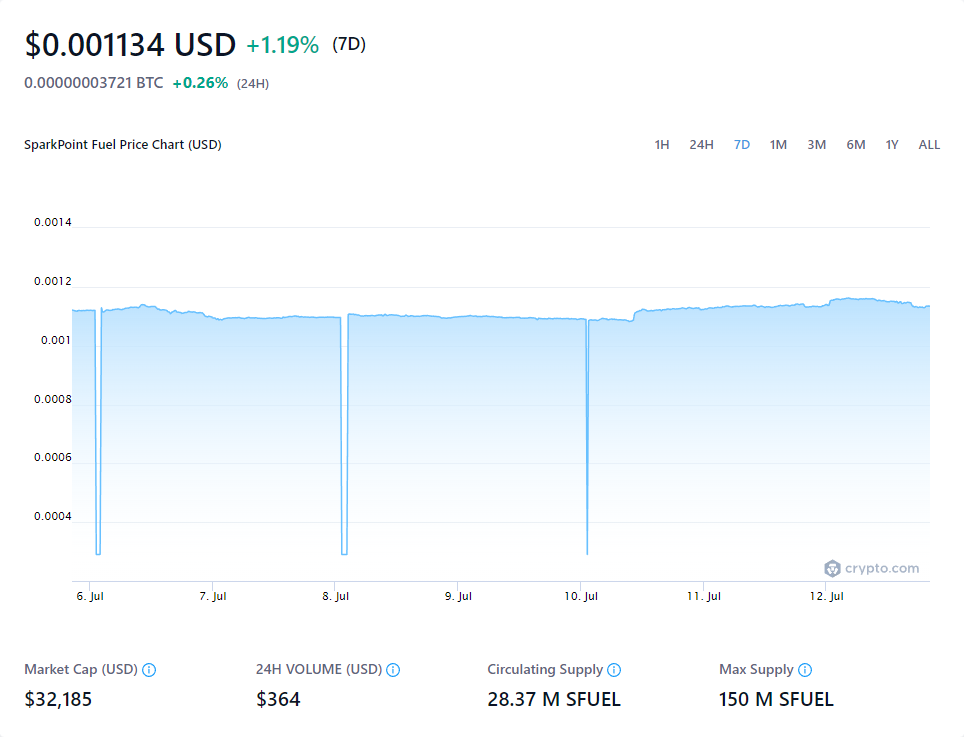 $0.001134 USD +1.19% (7D)
0.00000003721 BTC +0.26% (24H)
SparkPoint Fuel Price Chart (USD) 1H 24H 7D 1M 3M 6M 1Y ALL
0.0014
0.0012
0.001
0.0008
0.0006
0.0004
crypto.com
6. Jul 7. Jul 8. Jul 9. Jul 10. Jul 11. Jul 12. Jul
Market Cap (USD) 24H VOLUME (USD) Circulating Supply Max Supply
$32,185 $364 28.37 M SFUEL 150 M SFUEL